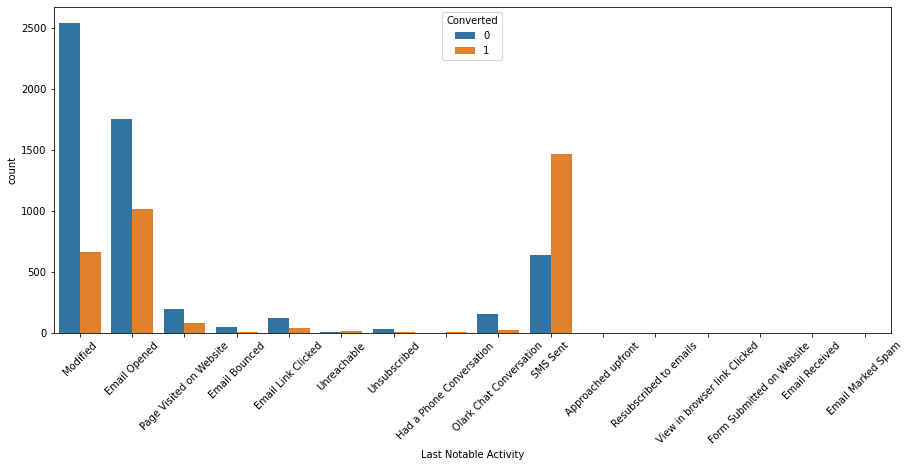 Converted
0
1
2500
2000
1500
1000
500
0
count
Modified
Email Opened
Page Visited on Website
Email Bounced
Email Link Clicked
Unreachable
Unsubscribed
Had a Phone Conversation
Olark Chat Conversation
SMS Sent
Approached upfront
Resubscribed to emails
View in browser link Clicked
Form Submitted on Website
Email Received
Email Marked Spam
Last Notable Activity